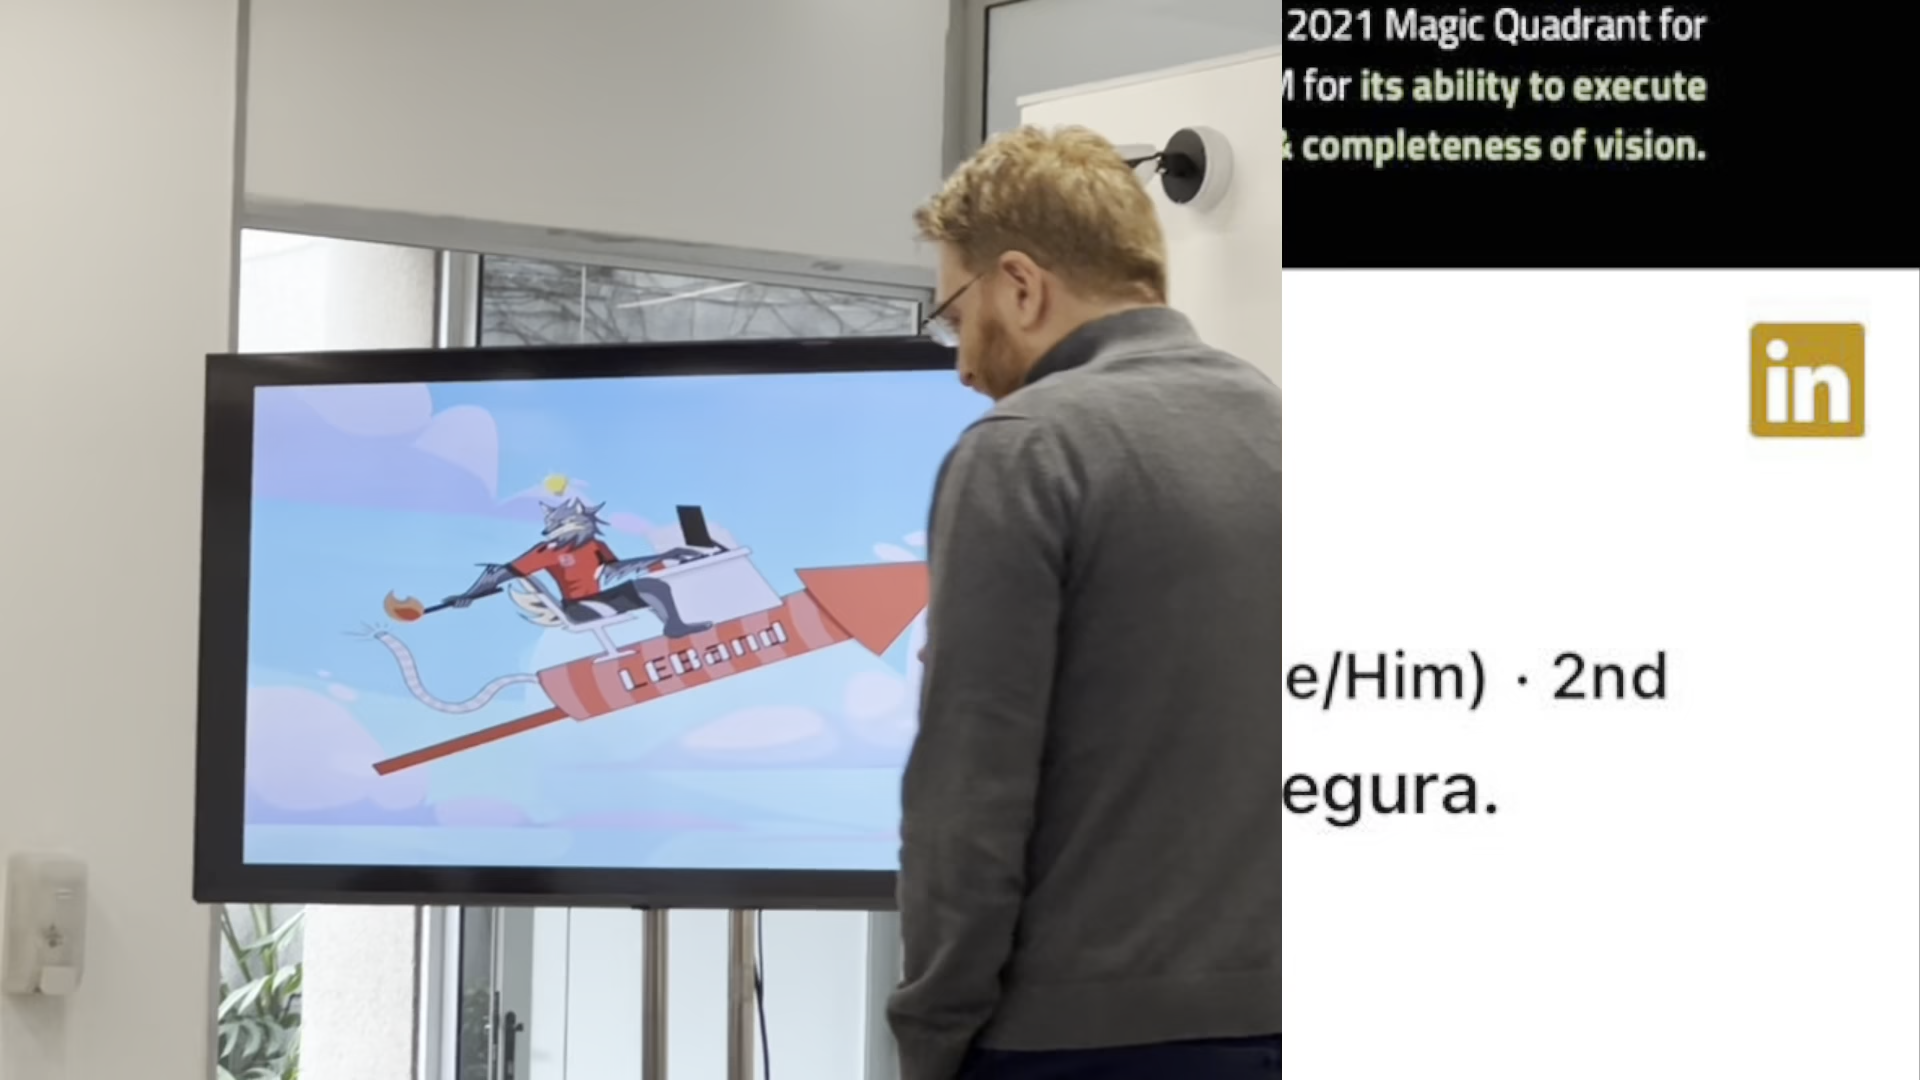 LEBand
2021 Magic Quadrant for
for its ability to execute
& completeness of vision.
in
e/Him) · 2nd
egura.